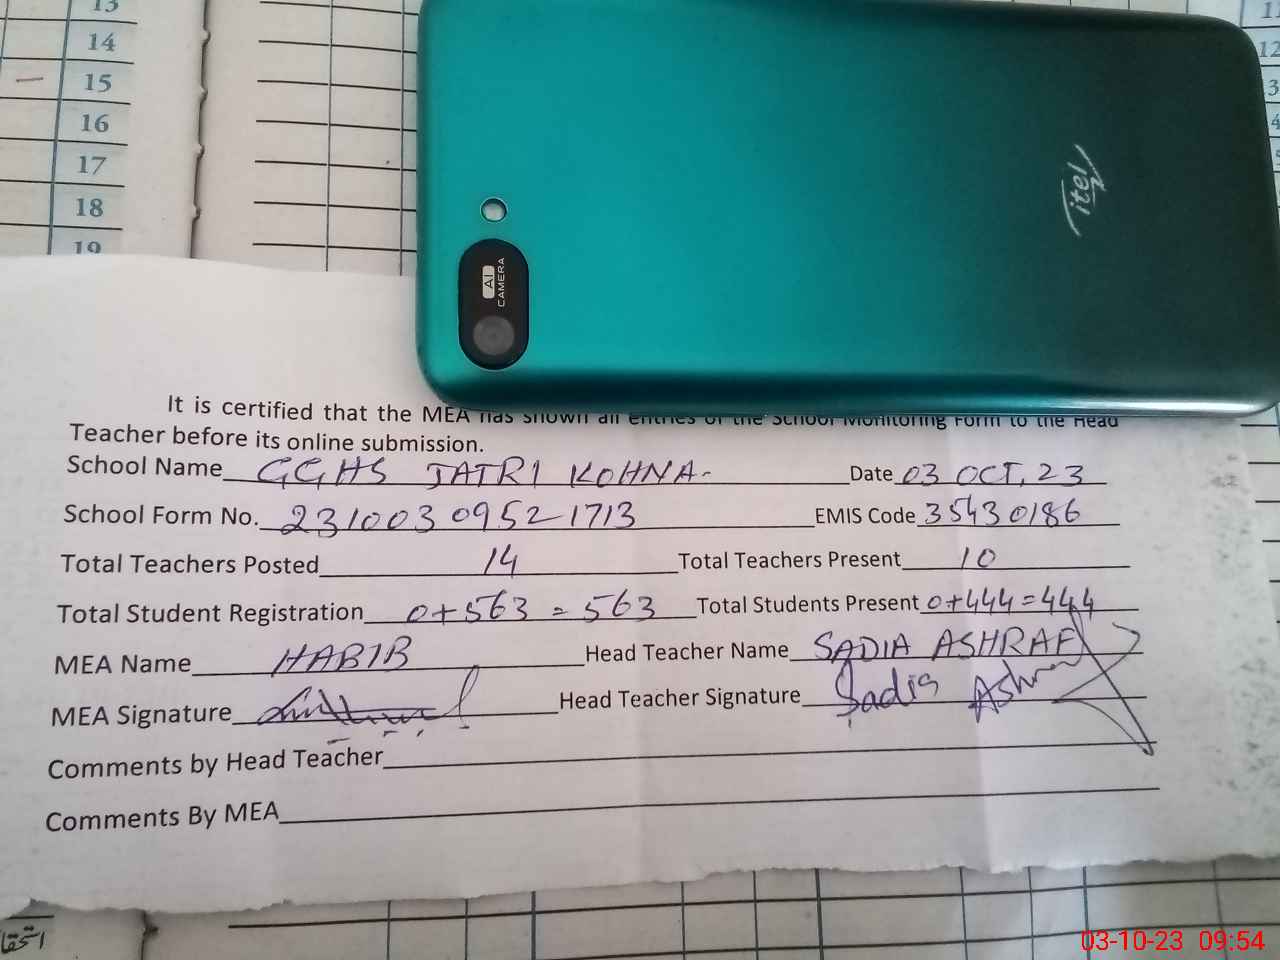 13
14
15
16
17
18
19
itel
AI
CAMERA
It is certified that the MEA has shown all entries of the School Monitoring Form to the Head
Teacher before its online submission.
School Name GGHS JATRI KOHNA- Date 03 OCT, 23
School Form No. 23100309521713 EMIS Code 35430186
Total Teachers Posted 14 Total Teachers Present 10
Total Student Registration 0+563 = 563 Total Students Present 0+444=444
MEA Name HABIB Head Teacher Name SADIA ASHRAF
MEA Signature Head Teacher Signature Sadia Ashraf
Comments by Head Teacher
Comments By MEA
03-10-23 09:54